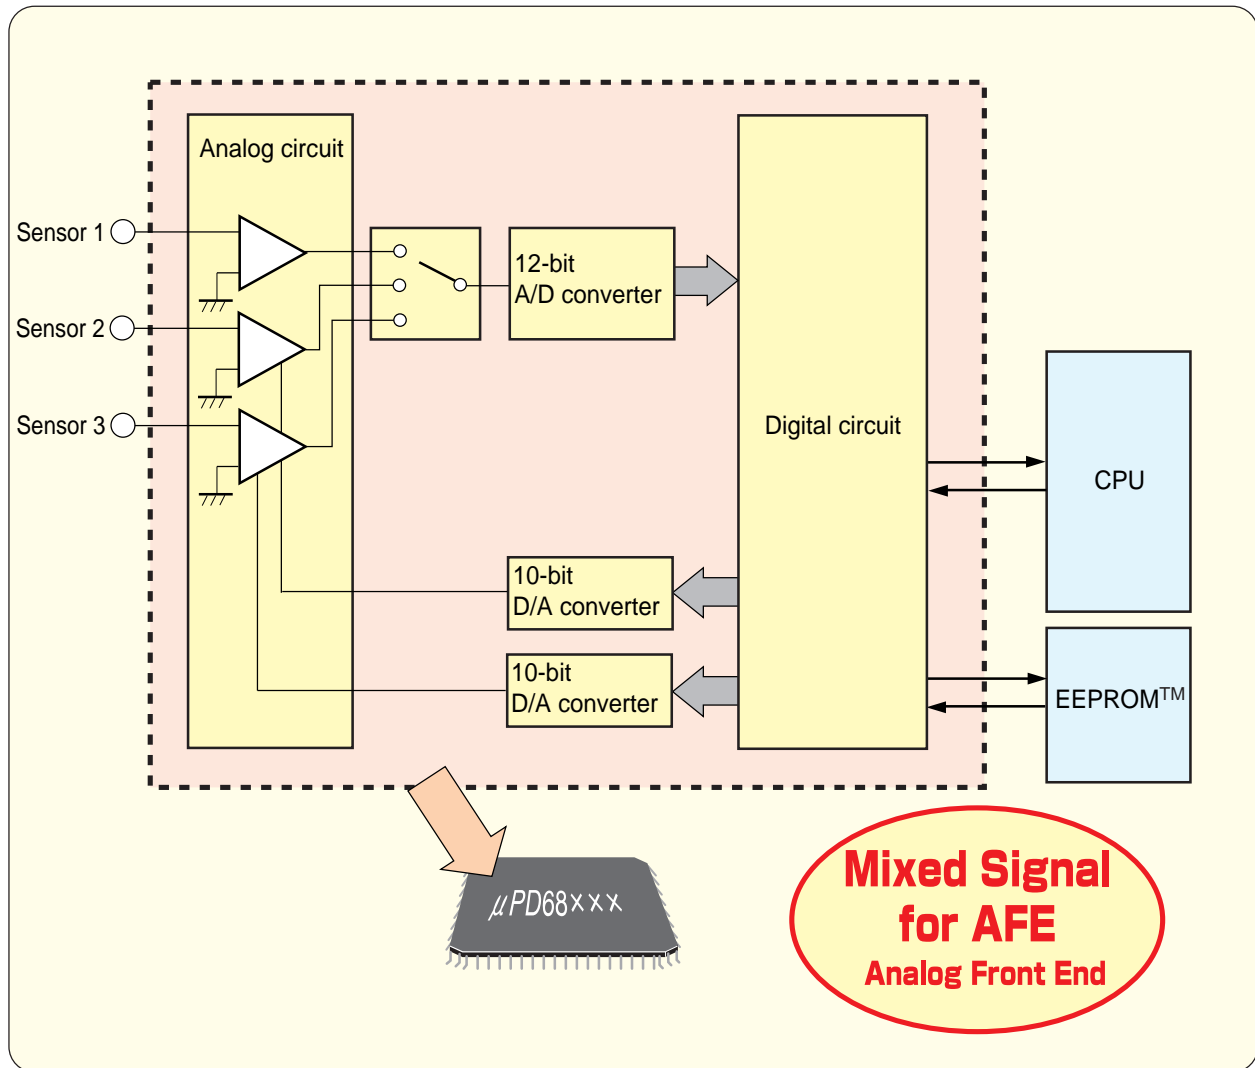 Analog circuit
Sensor 1
Sensor 2
Sensor 3
12-bit
A/D converter
Digital circuit
CPU
10-bit
D/A converter
10-bit
D/A converter
EEPROM™
μPD68×××
Mixed Signal
for AFE
Analog Front End